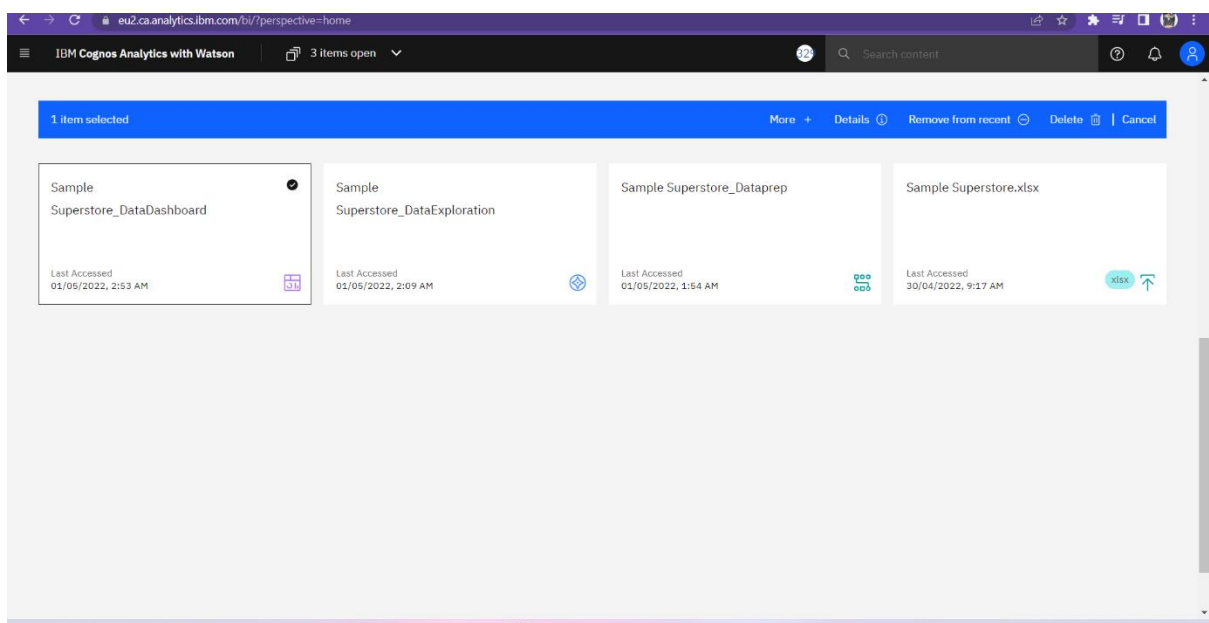 eu2.ca.analytics.ibm.com/bi/?perspective=home
IBM Cognos Analytics with Watson
3 items open
Search content
1 item selected
More +
Details
Remove from recent
Delete | Cancel
Sample
Superstore_DataDashboard
Last Accessed
01/05/2022, 2:53 AM
Sample
Superstore_DataExploration
Last Accessed
01/05/2022, 2:09 AM
Sample Superstore_Dataprep
Last Accessed
01/05/2022, 1:54 AM
Sample Superstore.xlsx
Last Accessed
30/04/2022, 9:17 AM
xlsx